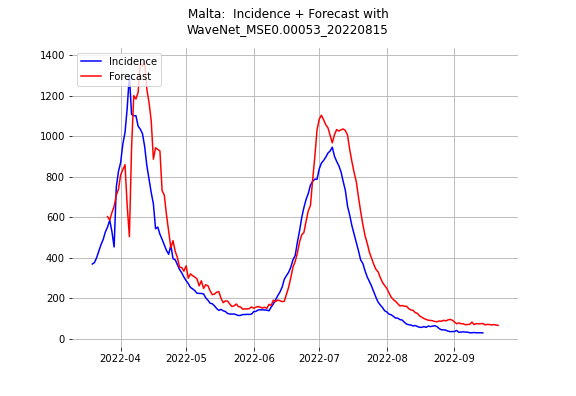 Malta:  Incidence + Forecast with
WaveNet_MSE0.00053_20220815
Incidence
Forecast
1400
1200
1000
800
600
400
200
0
2022-04 2022-05 2022-06 2022-07 2022-08 2022-09